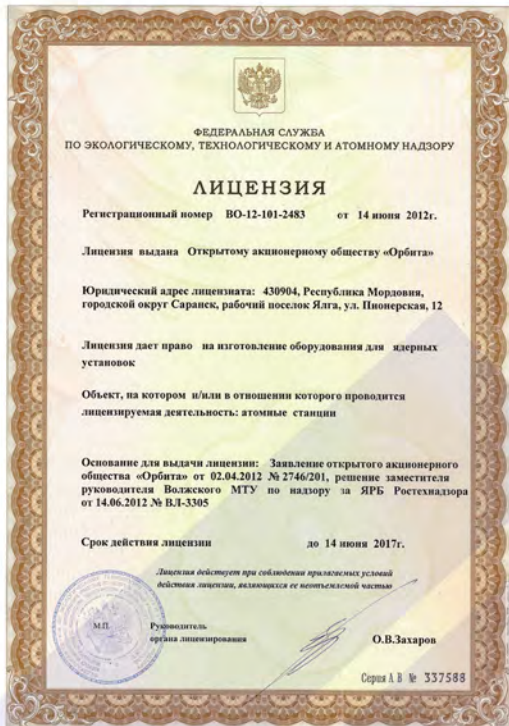 ФЕДЕРАЛЬНАЯ СЛУЖБА
ПО ЭКОЛОГИЧЕСКОМУ, ТЕХНОЛОГИЧЕСКОМУ И АТОМНОМУ НАДЗОРУ
ЛИЦЕНЗИЯ
Регистрационный номер ВО-12-101-2483 от 14 июня 2012г.
Лицензия выдана Открытому акционерному обществу «Орбита»
Юридический адрес лицензиата: 430904, Республика Мордовия,
городской округ Саранск, рабочий поселок Ялга, ул. Пионерская, 12
Лицензия дает право на изготовление оборудования для ядерных
установок
Объект, на котором и/или в отношении которого проводится
лицензируемая деятельность: атомные станции
Основание для выдачи лицензии: Заявление открытого акционерного
общества «Орбита» от 02.04.2012 № 2746/201, решение заместителя
руководителя Волжского МТУ по надзору за ЯРБ Ростехнадзора
от 14.06.2012 № ВЛ-3305
Срок действия лицензии до 14 июня 2017г.
Лицензия действует при соблюдении прилагаемых условий
действия лицензии, являющихся ее неотъемлемой частью
М.П. Руководитель
органа лицензирования О.В.Захаров
Серия А В № 337588